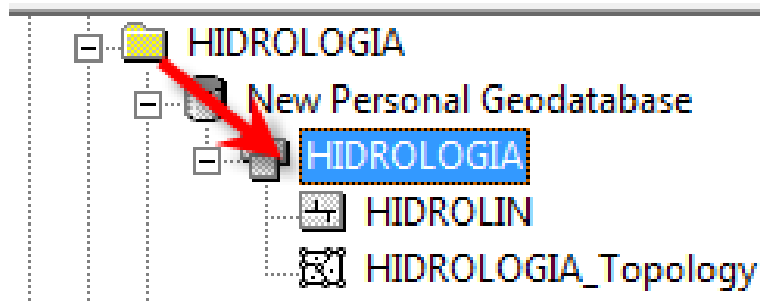 HIDROLOGIA
New Personal Geodatabase
HIDROLOGIA
HIDROLIN
HIDROLOGIA_Topology